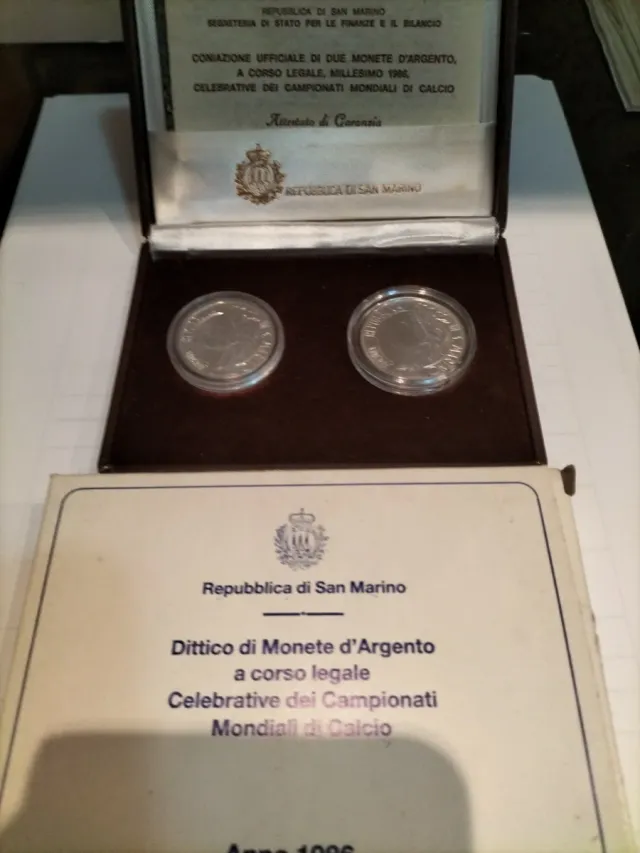 REPUBBLICA DI SAN MARINO
SEGRETERIA DI STATO PER LE FINANZE E IL BILANCIO
CONIAZIONE UFFICIALE DI DUE MONETE D'ARGENTO,
A CORSO LEGALE, MILLESIMO 1986,
CELEBRATIVE DEI CAMPIONATI MONDIALI DI CALCIO
Attestato di Garanzia
REPUBBLICA DI SAN MARINO
Repubblica di San Marino
Dittico di Monete d'Argento
a corso legale
Celebrative dei Campionati
Mondiali di Calcio
Anno 1986